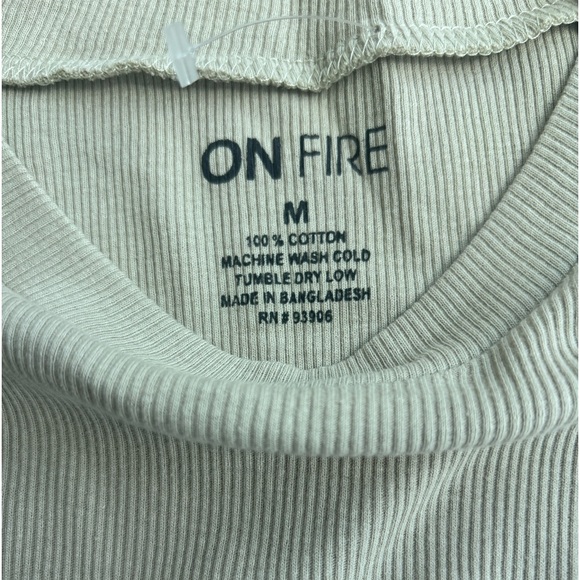 ON FIRE
M
100 % COTTON
MACHINE WASH COLD
TUMBLE DRY LOW
MADE IN BANGLADESH
RN # 93906